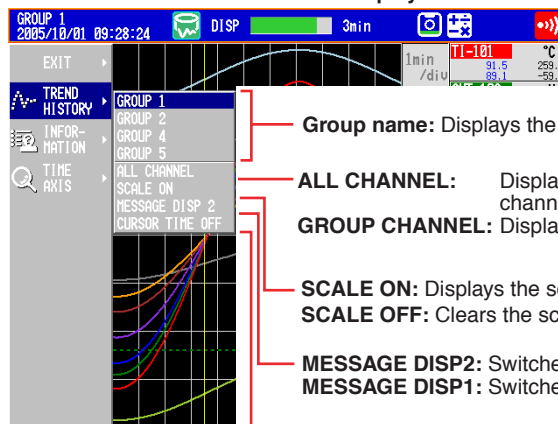 GROUP 1
2005/10/01 09:28:24
DISP
3min
EXIT
TREND
HISTORY
INFOR-
MATION
TIME
AXIS
GROUP 1
GROUP 2
GROUP 4
GROUP 5
ALL CHANNEL
SCALE ON
MESSAGE DISP 2
CURSOR TIME OFF
1min
/div
TI-101 °C
91.5 259.
89.1 -59.
Group name: Displays the
ALL CHANNEL: Displa
channe
GROUP CHANNEL: Displa
SCALE ON: Displays the s
SCALE OFF: Clears the sc
MESSAGE DISP2: Switche
MESSAGE DISP1: Switche